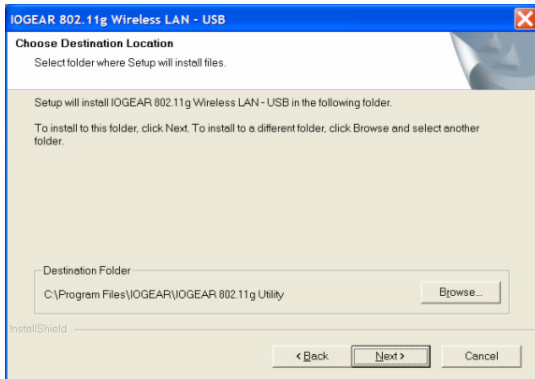 IOGEAR 802.11g Wireless LAN - USB
Choose Destination Location
Select folder where Setup will install files.
Setup will install IOGEAR 802.11g Wireless LAN - USB in the following folder.
To install to this folder, click Next. To install to a different folder, click Browse and select another
folder.
Destination Folder
C:\Program Files\IOGEAR\IOGEAR 802.11g Utility
Browse...
InstallShield
< Back
Next >
Cancel